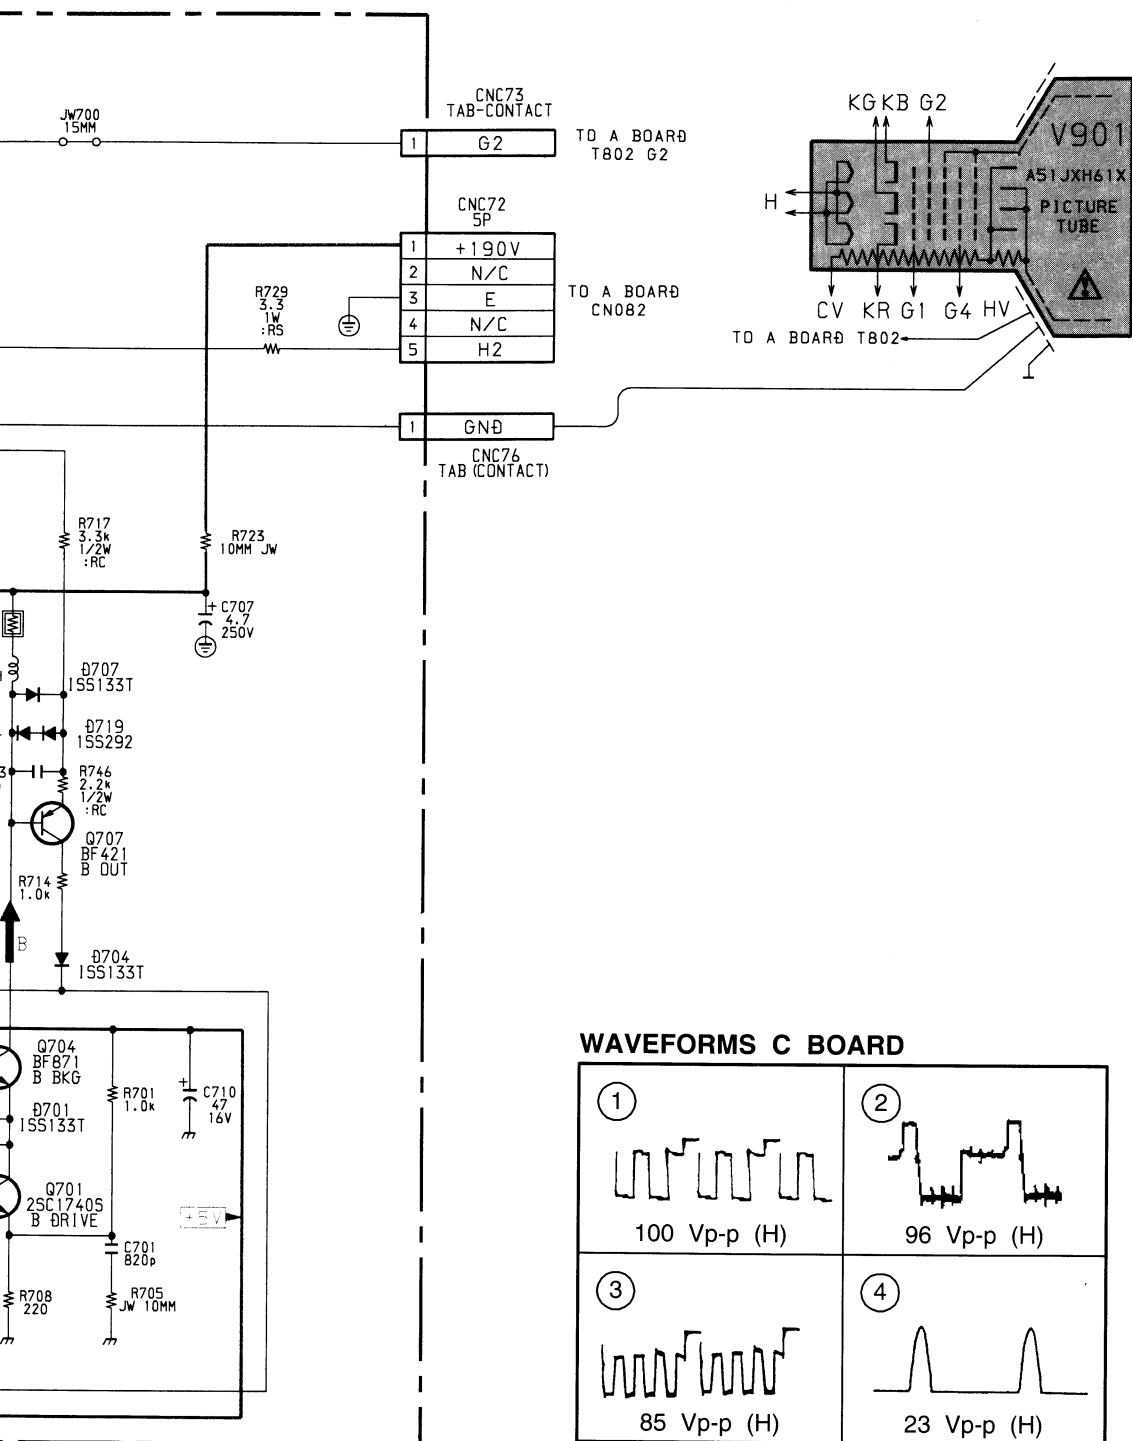 JW700
15MM
CNC73
TAB-CONTACT
1 G2
TO A BOARD
T802 G2
CNC72
5P
1 +190V
2 N/C
3 E
4 N/C
5 H2
TO A BOARD
CN082
R729
3.3
1W
:RS
1 GND
CNC76
TAB (CONTACT)
KG KB G2
V901
A51JXH61X
PICTURE
TUBE
H
CV KR G1 G4 HV
TO A BOARD T802
R717
3.3k
1/2W
:RC
R723
10MM JW
+ C707
4.7
250V
D707
1SS133T
D719
1SS292
3
R746
2.2k
1/2W
:RC
Q707
BF421
B OUT
R714
1.0k
B
D704
1SS133T
Q704
BF871
B BKG
D701
1SS133T
R701
1.0k
+ C710
47
16V
Q701
2SC1740S
B DRIVE
+5V
C701
820p
R708
220
R705
JW 10MM
WAVEFORMS C BOARD
1
100 Vp-p (H)
2
96 Vp-p (H)
3
85 Vp-p (H)
4
23 Vp-p (H)